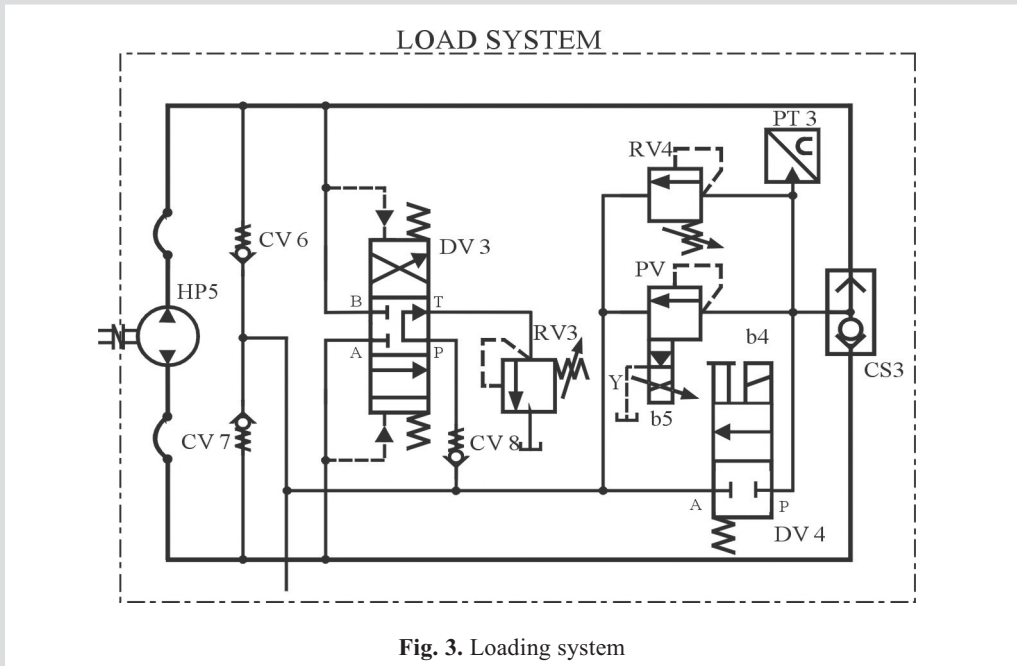 LOAD SYSTEM
PT 3
RV4
CV 6
DV 3
PV
HP5
B
T
RV3
b4
A
P
CS3
Y
b5
CV 7
CV 8
A
P
DV 4
Fig. 3. Loading system